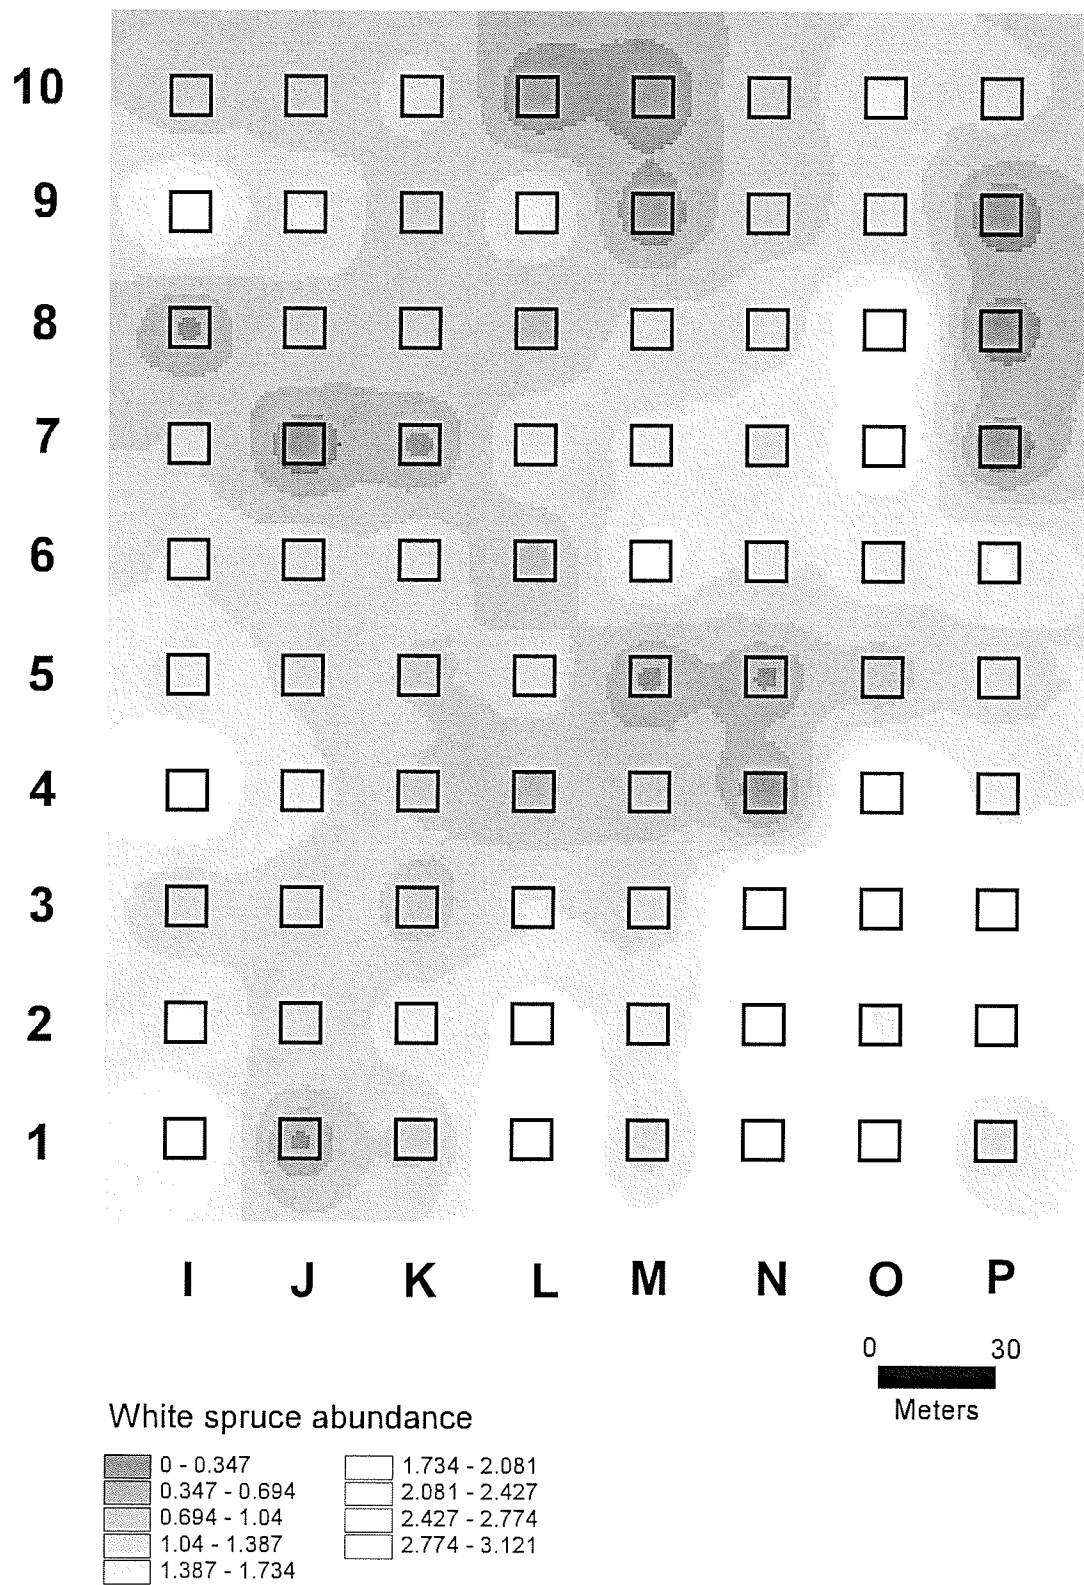 10
9
8
7
6
5
4
3
2
1
I J K L M N O P
0 30
Meters
White spruce abundance
0 - 0.347
0.347 - 0.694
0.694 - 1.04
1.04 - 1.387
1.387 - 1.734
1.734 - 2.081
2.081 - 2.427
2.427 - 2.774
2.774 - 3.121